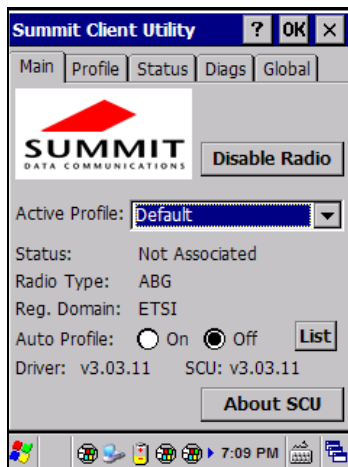 Summit Client Utility ? OK ×
Main Profile Status Diags Global
SUMMIT
DATA COMMUNICATIONS
Disable Radio
Active Profile: Default
Status: Not Associated
Radio Type: ABG
Reg. Domain: ETSI
Auto Profile: On Off List
Driver: v3.03.11 SCU: v3.03.11
About SCU
7:09 PM